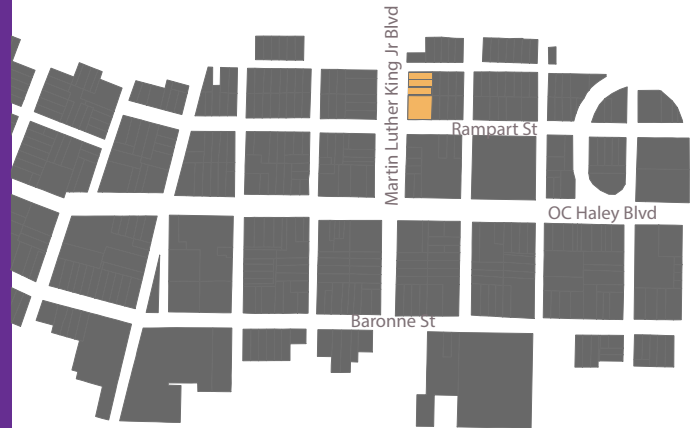 Martin Luther King Jr Blvd
Rampart St
OC Haley Blvd
Baronne St